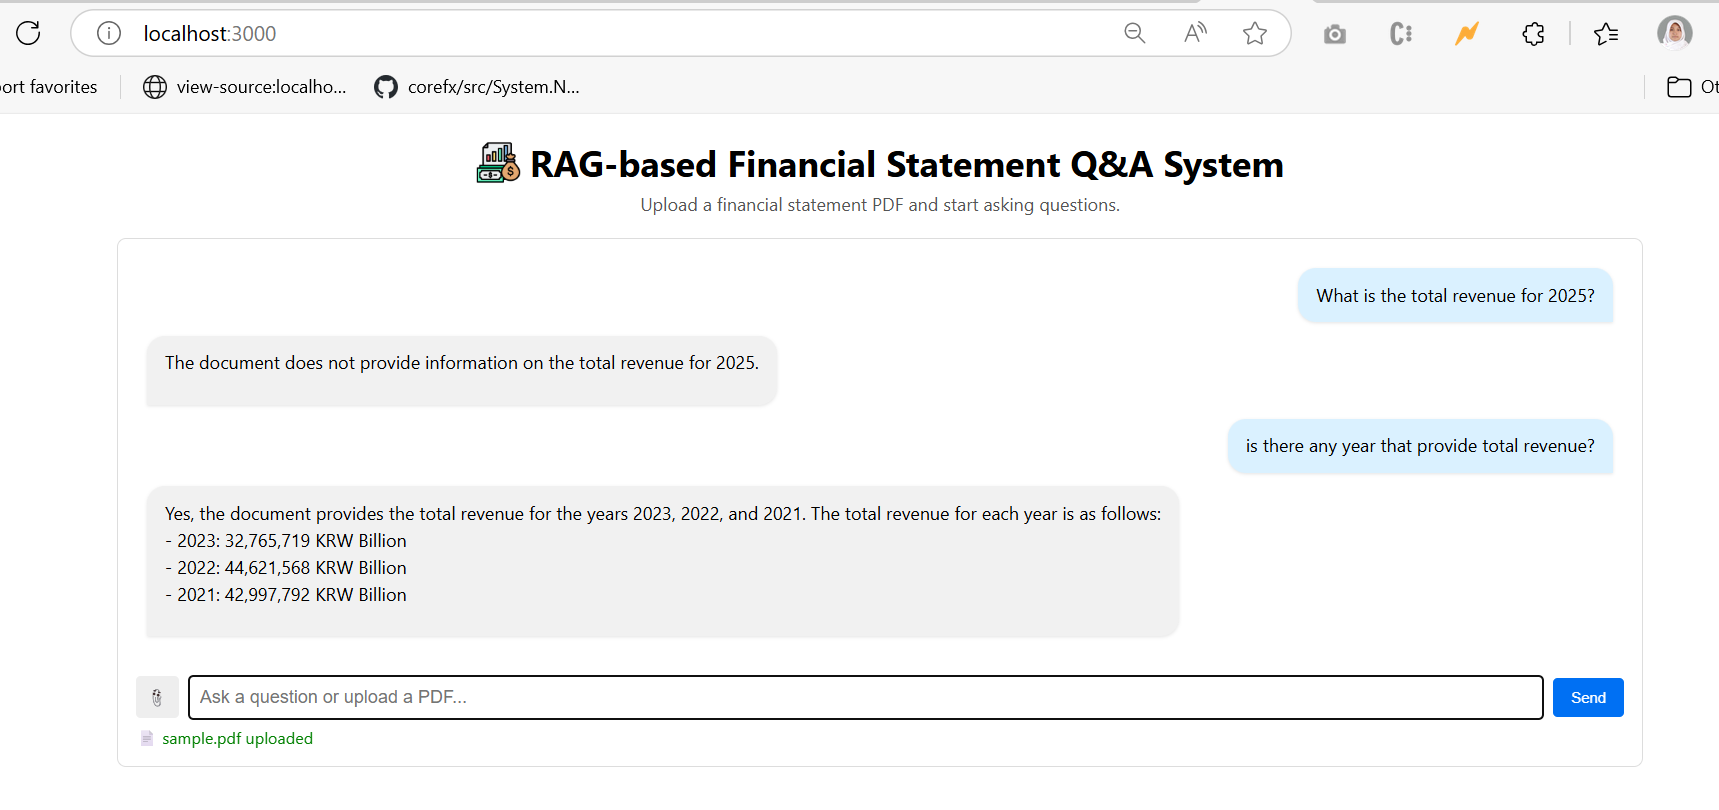 localhost:3000
ort favorites
view-source:localho...
corefx/src/System.N...
Ot
RAG-based Financial Statement Q&A System
Upload a financial statement PDF and start asking questions.
What is the total revenue for 2025?
The document does not provide information on the total revenue for 2025.
is there any year that provide total revenue?
Yes, the document provides the total revenue for the years 2023, 2022, and 2021. The total revenue for each year is as follows:
- 2023: 32,765,719 KRW Billion
- 2022: 44,621,568 KRW Billion
- 2021: 42,997,792 KRW Billion
Ask a question or upload a PDF...
Send
sample.pdf uploaded